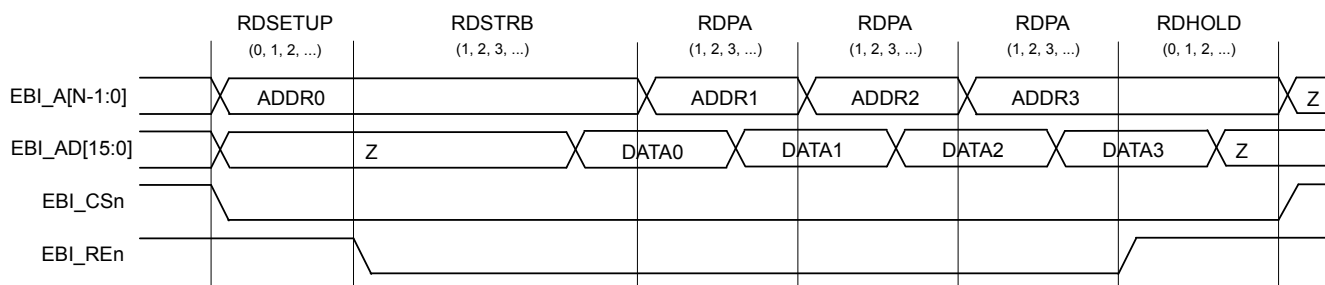 RDSETUP RDSTRB RDPA RDPA RDPA RDHOLD
(0, 1, 2, ...) (1, 2, 3, ...) (1, 2, 3, ...) (1, 2, 3, ...) (1, 2, 3, ...) (0, 1, 2, ...)
EBI_A[N-1:0] ADDR0 ADDR1 ADDR2 ADDR3 Z
EBI_AD[15:0] Z DATA0 DATA1 DATA2 DATA3 Z
EBI_CSn
EBI_REn